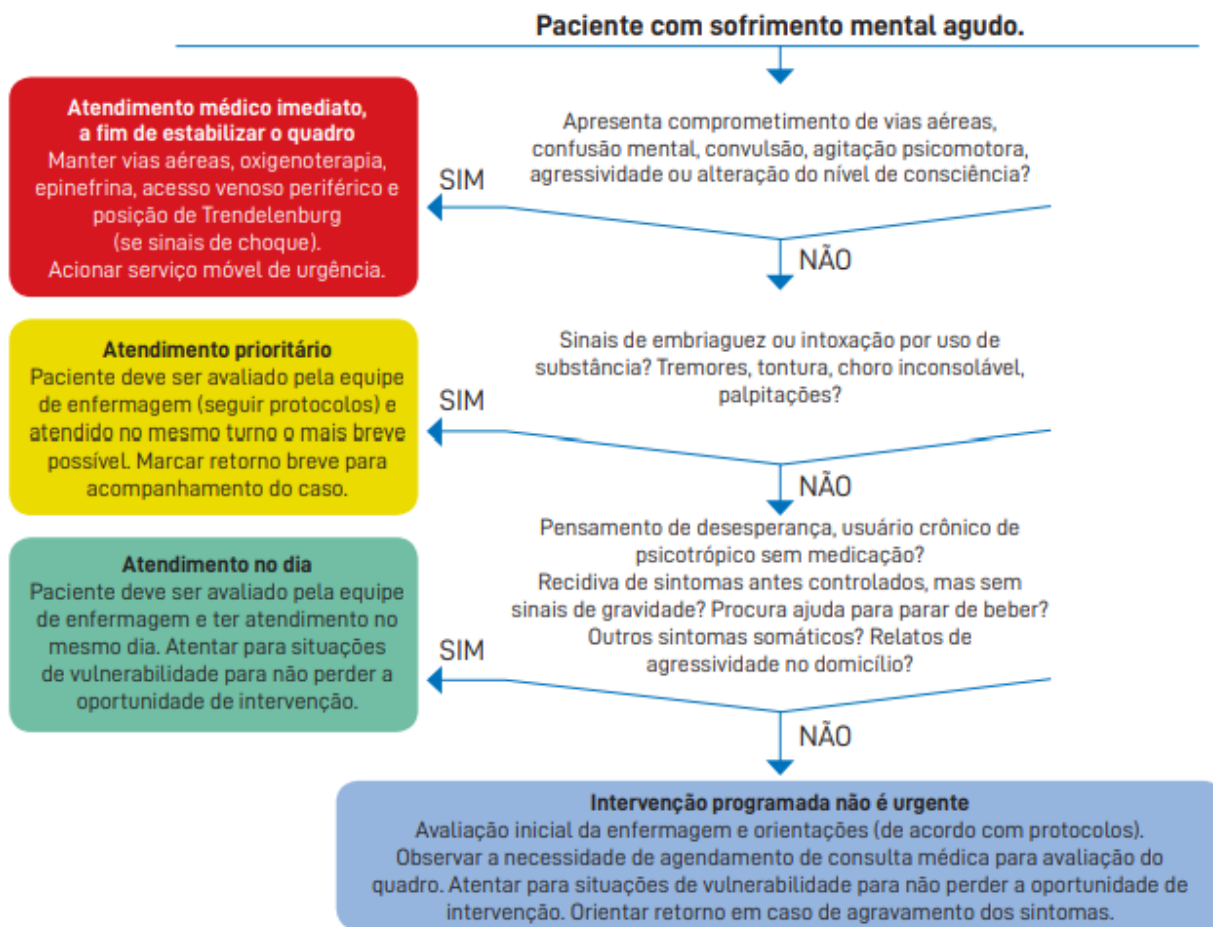 Paciente com sofrimento mental agudo.
Atendimento médico imediato,
a fim de estabilizar o quadro
Manter vias aéreas, oxigenoterapia,
epinefrina, acesso venoso periférico e
posição de Trendelenburg
(se sinais de choque).
Acionar serviço móvel de urgência.
SIM
Apresenta comprometimento de vias aéreas,
confusão mental, convulsão, agitação psicomotora,
agressividade ou alteração do nível de consciência?
NÃO
Atendimento prioritário
Paciente deve ser avaliado pela equipe
de enfermagem (seguir protocolos) e
atendido no mesmo turno o mais breve
possível. Marcar retorno breve para
acompanhamento do caso.
SIM
Sinais de embriaguez ou intoxicação por uso de
substância? Tremores, tontura, choro inconsolável,
palpitações?
NÃO
Atendimento no dia
Paciente deve ser avaliado pela equipe
de enfermagem e ter atendimento no
mesmo dia. Atentar para situações
de vulnerabilidade para não perder a
oportunidade de intervenção.
SIM
Pensamento de desesperança, usuário crônico de
psicotrópico sem medicação?
Recidiva de sintomas antes controlados, mas sem
sinais de gravidade? Procura ajuda para parar de beber?
Outros sintomas somáticos? Relatos de
agressividade no domicílio?
NÃO
Intervenção programada não é urgente
Avaliação inicial da enfermagem e orientações (de acordo com protocolos).
Observar a necessidade de agendamento de consulta médica para avaliação do
quadro. Atentar para situações de vulnerabilidade para não perder a oportunidade de
intervenção. Orientar retorno em caso de agravamento dos sintomas.